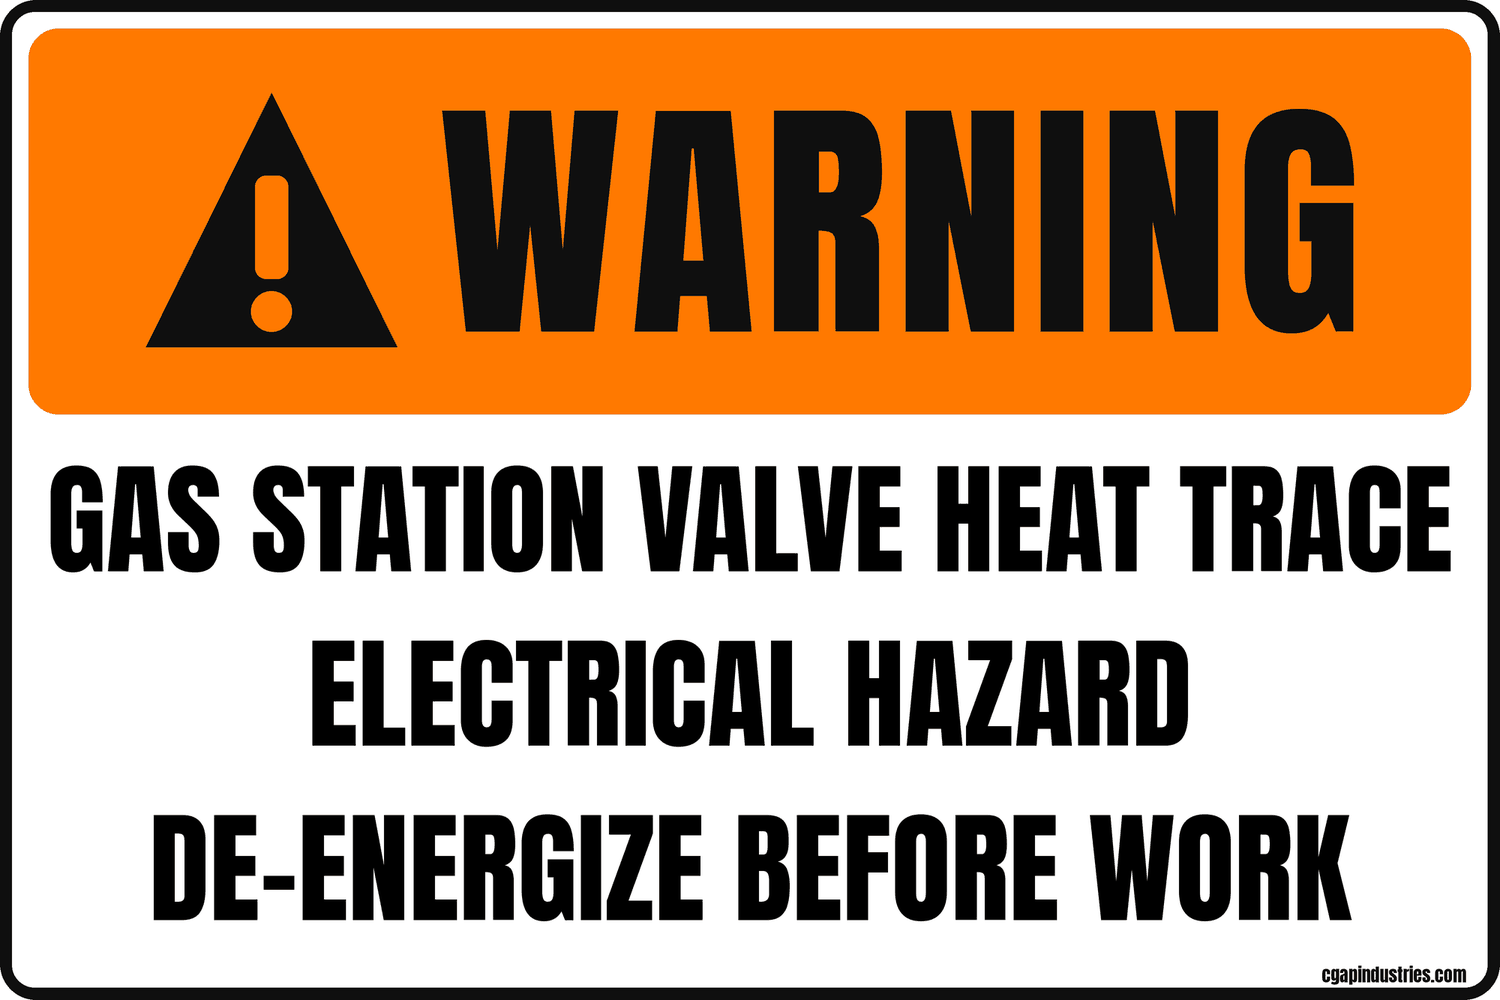 WARNING
GAS STATION VALVE HEAT TRACE
ELECTRICAL HAZARD
DE-ENERGIZE BEFORE WORK
cgapindustries.com